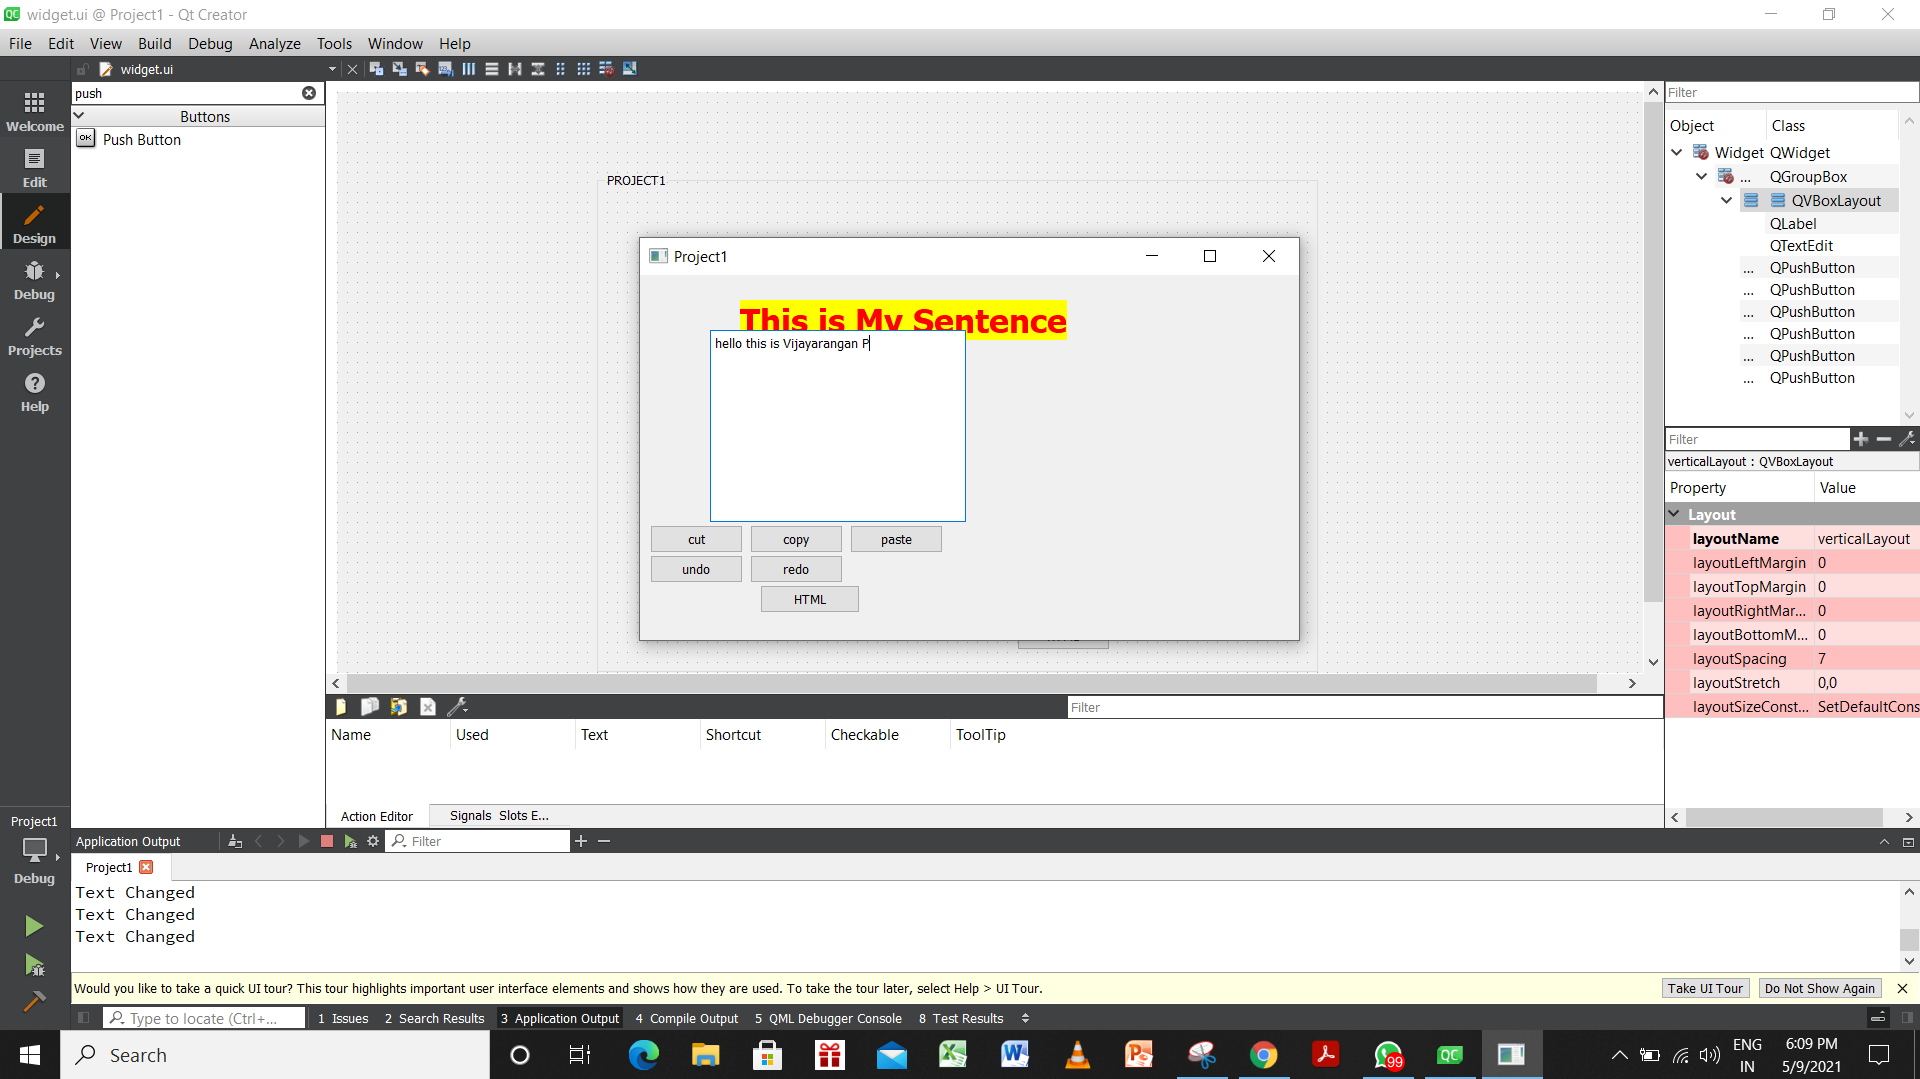 widget.ui @ Project1 - Qt Creator
File Edit View Build Debug Analyze Tools Window Help
widget.ui
push
Buttons
Push Button
Welcome
Edit
Design
Debug
Projects
Help
PROJECT1
Project1
This is My Sentence
hello this is Vijayarangan P
cut copy paste
undo redo
HTML
Filter
Object Class
Widget QWidget
... QGroupBox
QVBoxLayout
QLabel
QTextEdit
... QPushButton
... QPushButton
... QPushButton
... QPushButton
... QPushButton
... QPushButton
Filter
verticalLayout : QVBoxLayout
Property Value
Layout
layoutName verticalLayout
layoutLeftMargin 0
layoutTopMargin 0
layoutRightMar... 0
layoutBottomM... 0
layoutSpacing 7
layoutStretch 0,0
layoutSizeConst... SetDefaultCons
Filter
Name Used Text Shortcut Checkable ToolTip
Action Editor Signals Slots E...
Project1
Debug
Application Output Filter
Project1
Text Changed
Text Changed
Text Changed
Would you like to take a quick UI tour? This tour highlights important user interface elements and shows how they are used. To take the tour later, select Help > UI Tour.
Take UI Tour Do Not Show Again
Type to locate (Ctrl+... 1 Issues 2 Search Results 3 Application Output 4 Compile Output 5 QML Debugger Console 8 Test Results
Search
99
ENG
IN
6:09 PM
5/9/2021